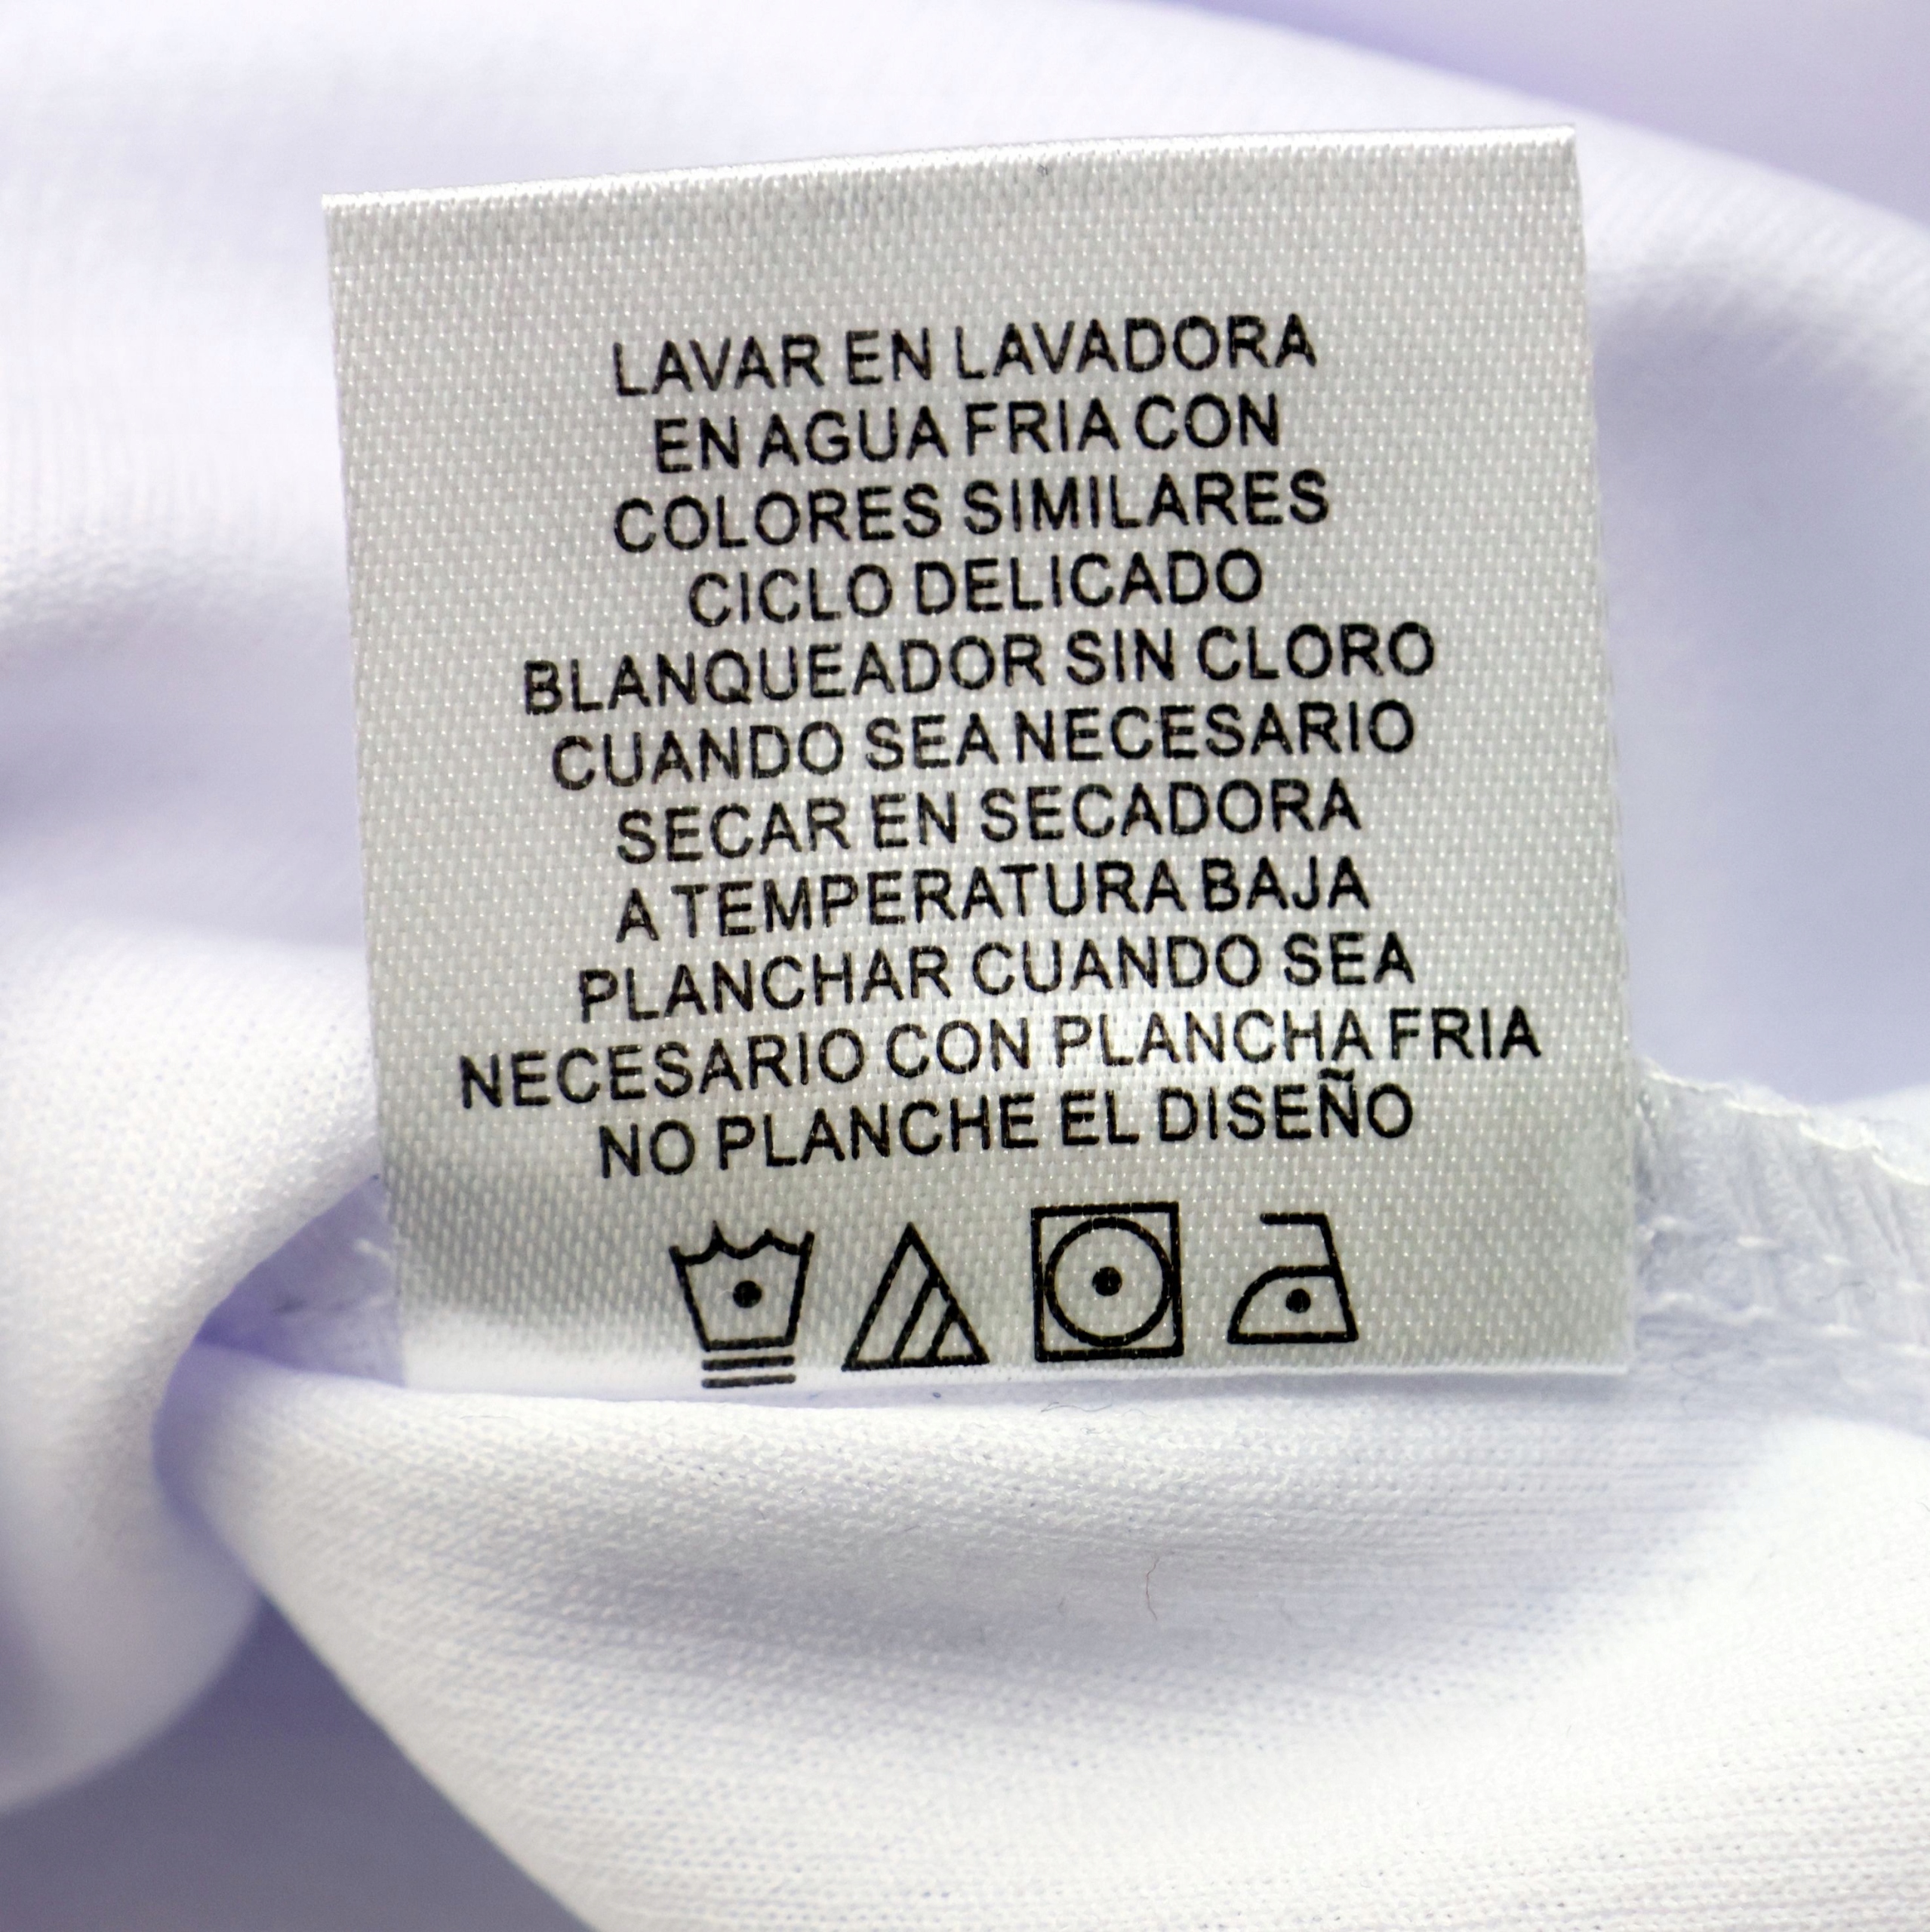 LAVAR EN LAVADORA
EN AGUA FRIA CON
COLORES SIMILARES
CICLO DELICADO
BLANQUEADOR SIN CLORO
CUANDO SEA NECESARIO
SECAR EN SECADORA
A TEMPERATURA BAJA
PLANCHAR CUANDO SEA
NECESARIO CON PLANCHA FRIA
NO PLANCHE EL DISEÑO